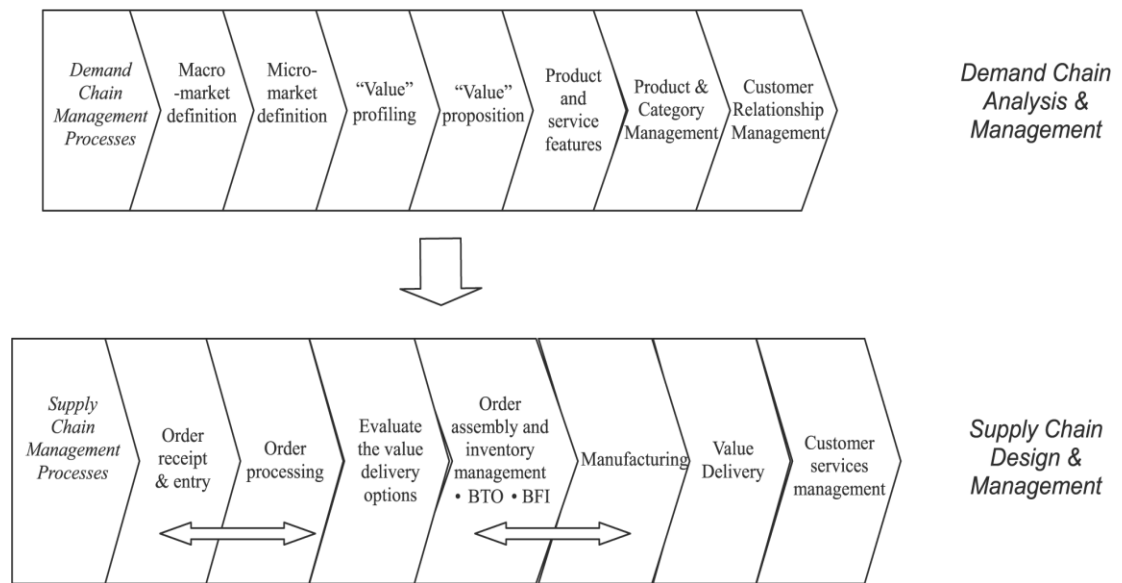 Demand
Chain
Management
Processes
Macro
-market
definition
Micro-
market
definition
“Value”
profiling
“Value”
proposition
Product
and
service
features
Product &
Category
Management
Customer
Relationship
Management
Demand Chain
Analysis &
Management
Supply
Chain
Management
Processes
Order
receipt
& entry
Order
processing
Evaluate
the value
delivery
options
Order
assembly and
inventory
management
• BTO • BFI
Manufacturing
Value
Delivery
Customer
services
management
Supply Chain
Design &
Management